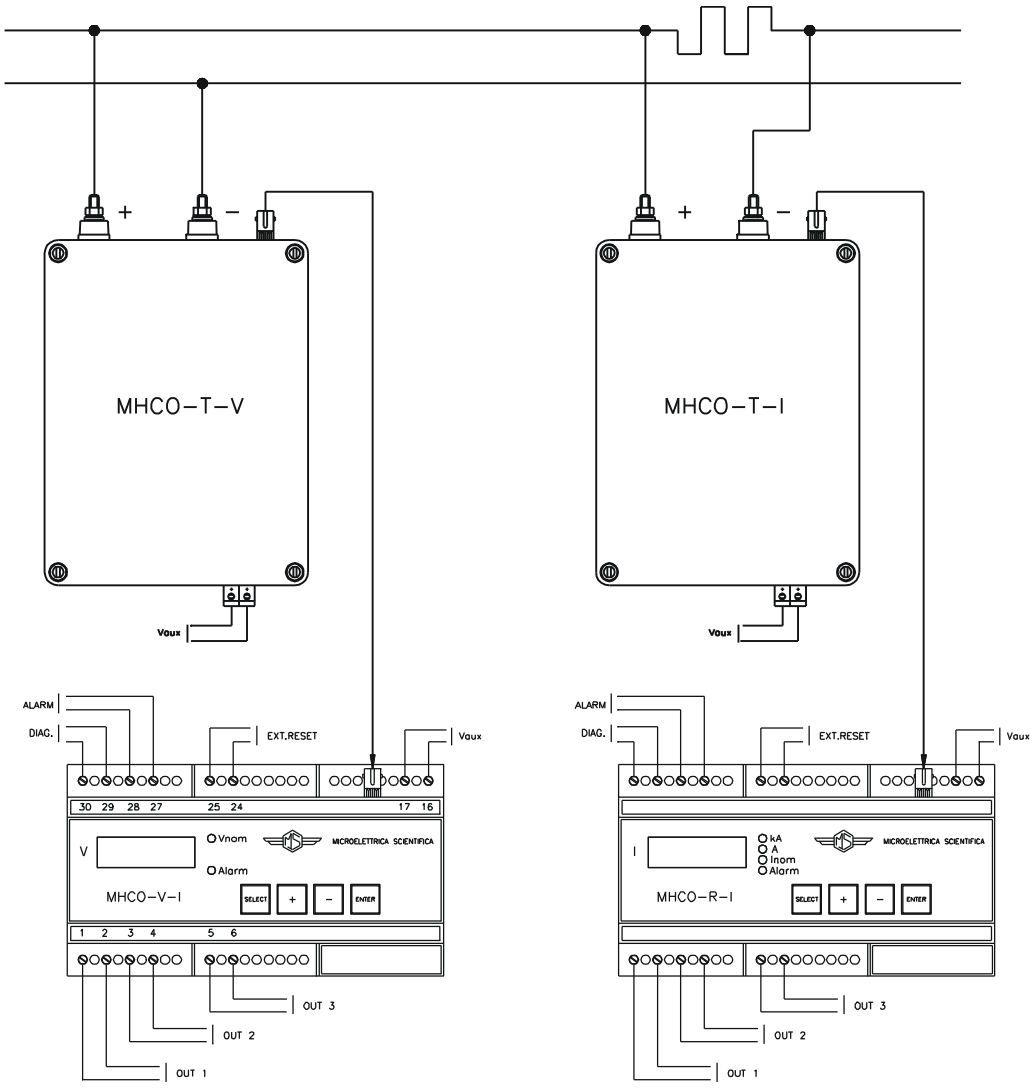 + − + −
MHCO−T−V MHCO−T−I
Vaux Vaux
ALARM ALARM
DIAG. EXT.RESET Vaux DIAG. EXT.RESET Vaux
30 29 28 27 25 24 17 16
V Vnom MS MICROELETTRICA SCIENTIFICA
Alarm
MHCO−V−I SELECT + − ENTER
1 2 3 4 5 6
I kA
A
Inom
Alarm
MS MICROELETTRICA SCIENTIFICA
MHCO−R−I SELECT + − ENTER
OUT 3 OUT 3
OUT 2 OUT 2
OUT 1 OUT 1